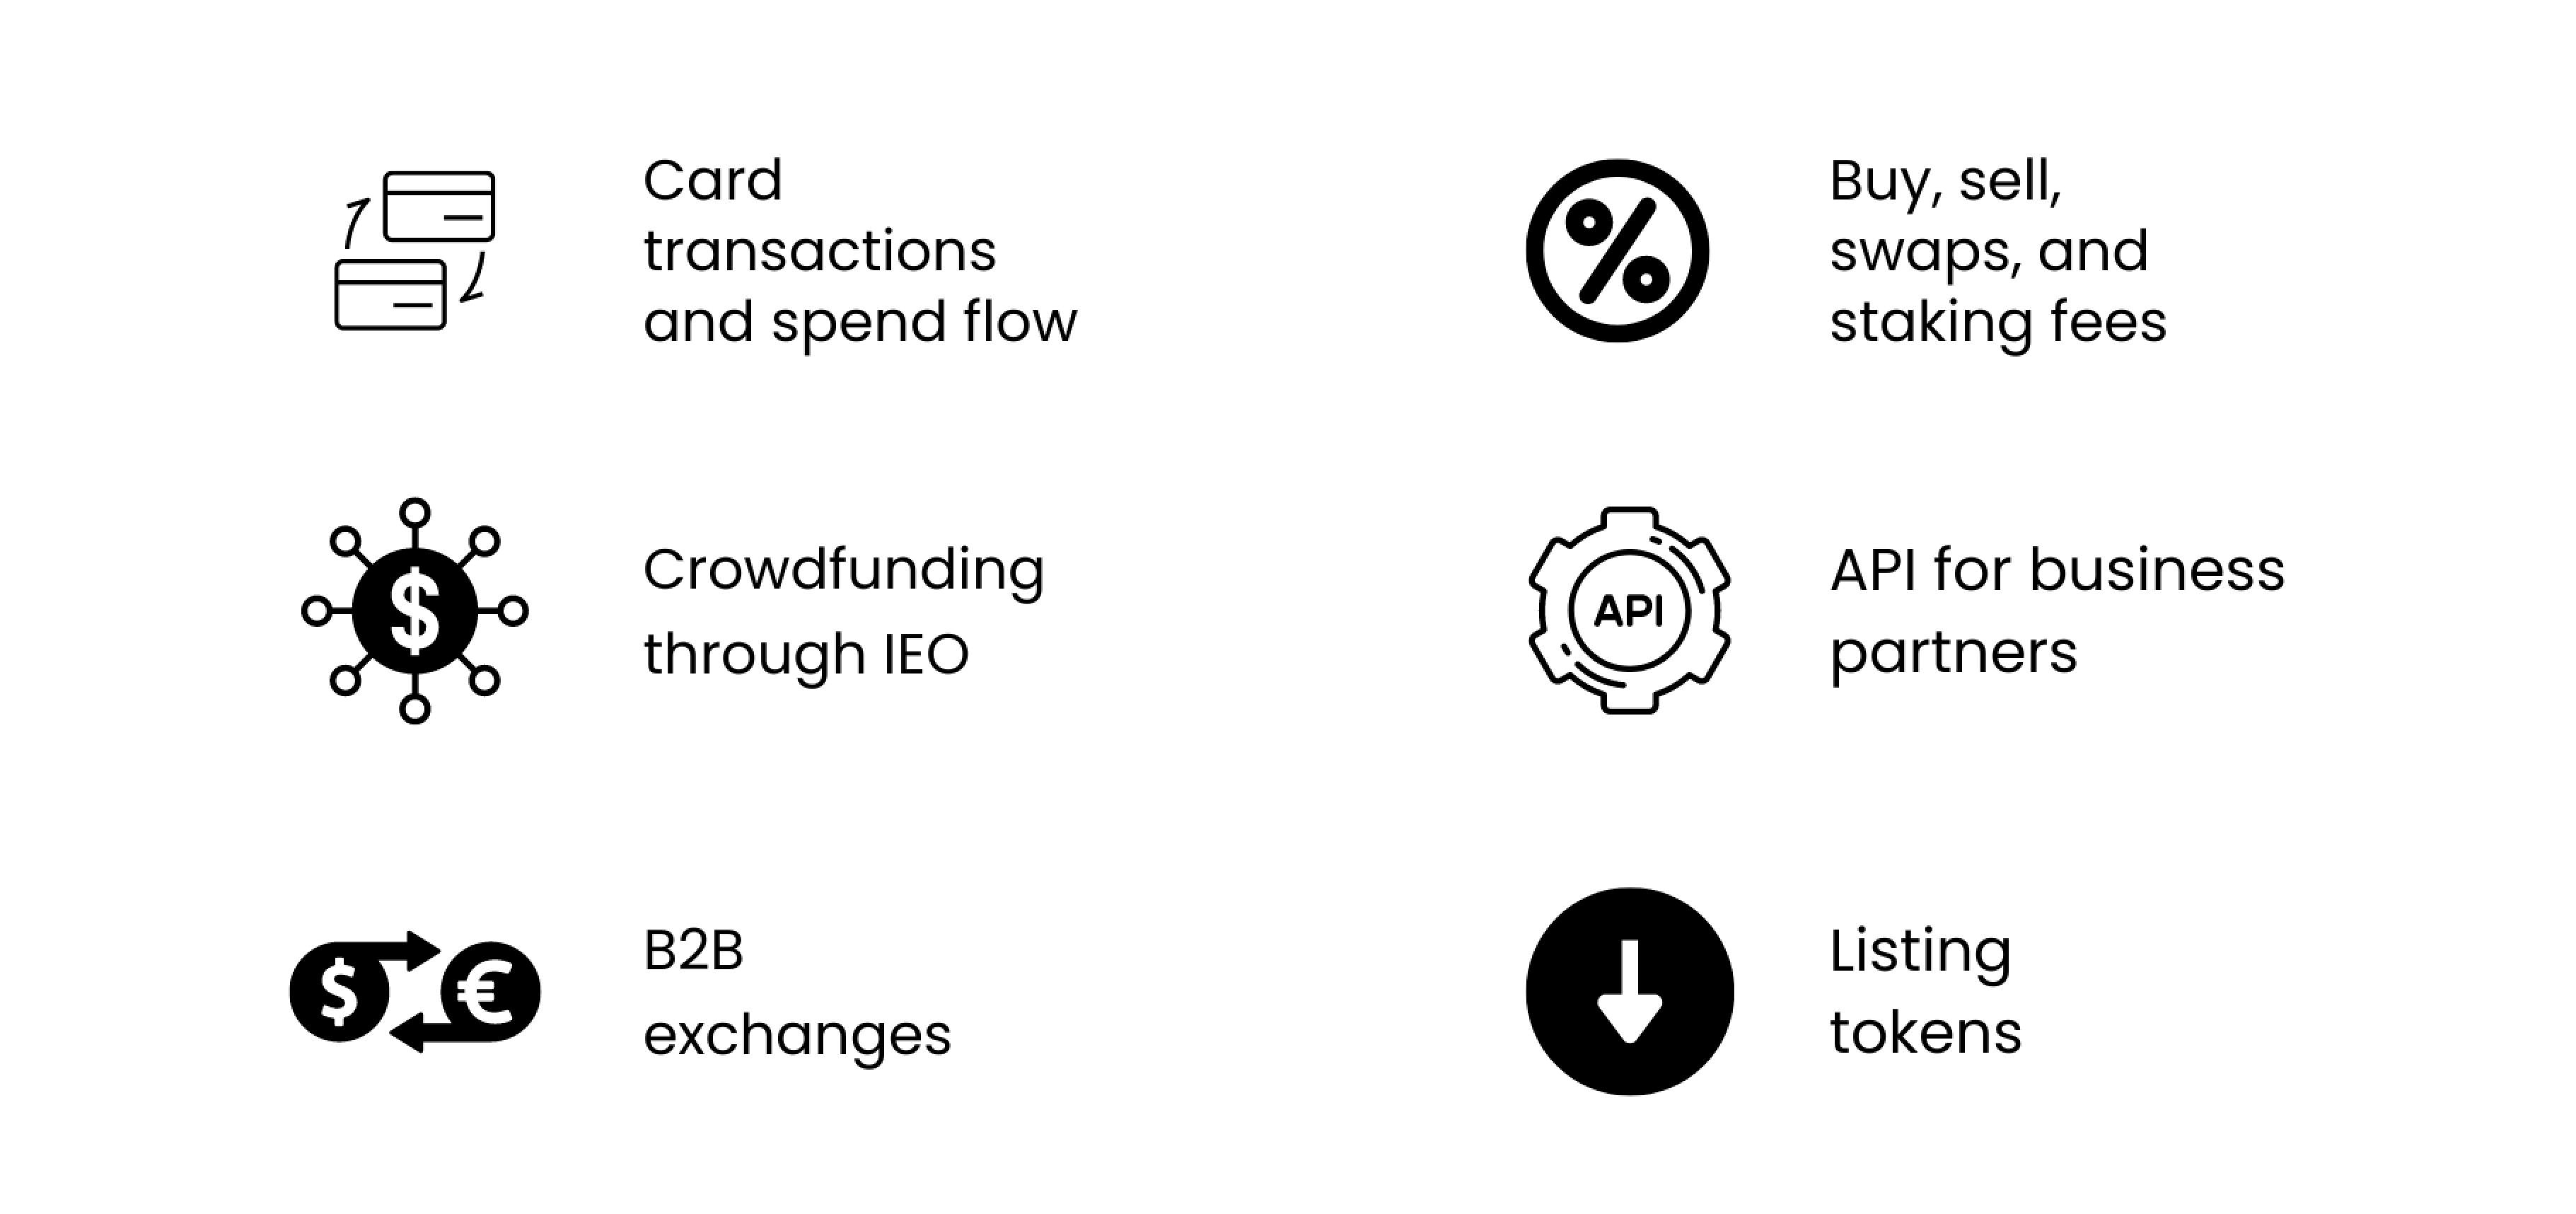 Card
transactions
and spend flow
Buy, sell,
swaps, and
staking fees
$
Crowdfunding
through IEO
API
API for business
partners
$ €
B2B
exchanges
Listing
tokens